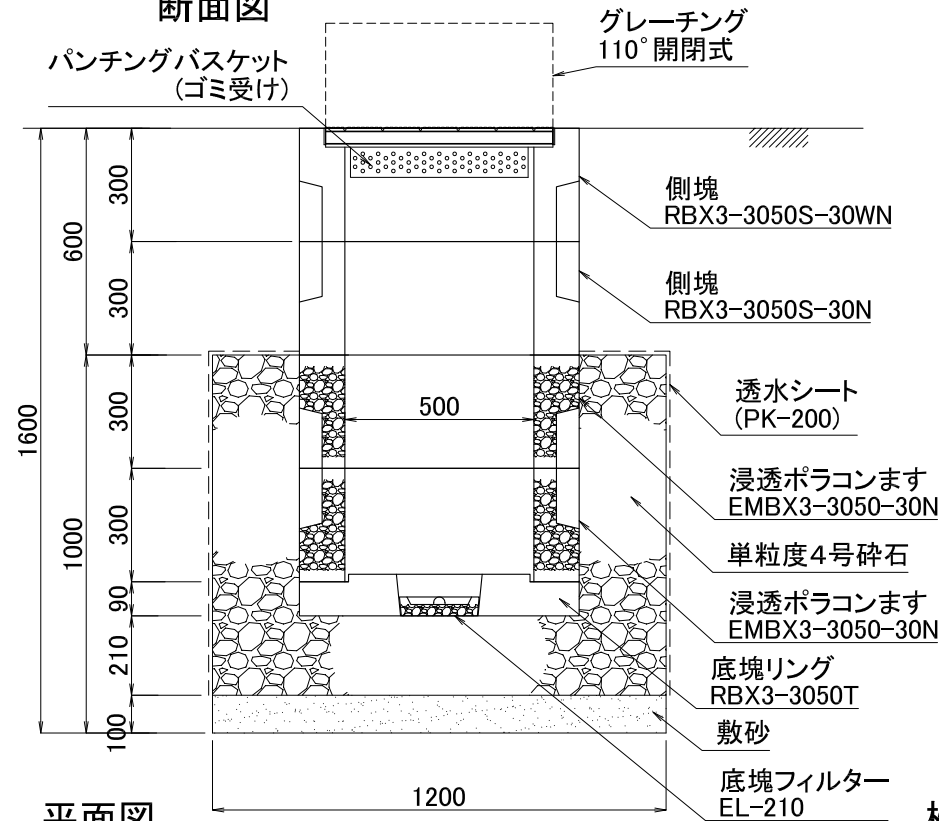 断面図
グレーチング
110°開閉式
パンチングバスケット
(ゴミ受け)
側塊
RBX3-3050S-30WN
側塊
RBX3-3050S-30N
透水シート
(PK-200)
浸透ポラコンます
EMBX3-3050-30N
単粒度4号砕石
浸透ポラコンます
EMBX3-3050-30N
底塊リング
RBX3-3050T
敷砂
底塊フィルター
EL-210
1600
600
1000
300
300
300
300
90
210
100
500
1200
平面図